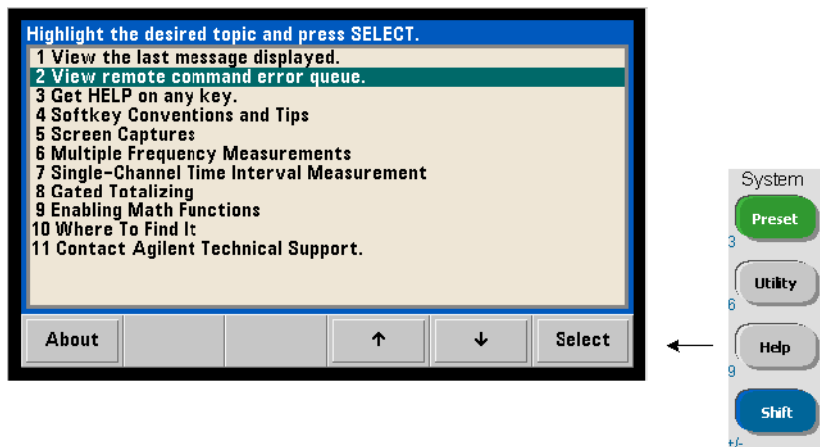 Highlight the desired topic and press SELECT.
1 View the last message displayed.
2 View remote command error queue.
3 Get HELP on any key.
4 Softkey Conventions and Tips
5 Screen Captures
6 Multiple Frequency Measurements
7 Single-Channel Time Interval Measurement
8 Gated Totalizing
9 Enabling Math Functions
10 Where To Find It
11 Contact Agilent Technical Support.
About ↑ ↓ Select
System
Preset
3
Utility
6
Help
9
Shift
+/-